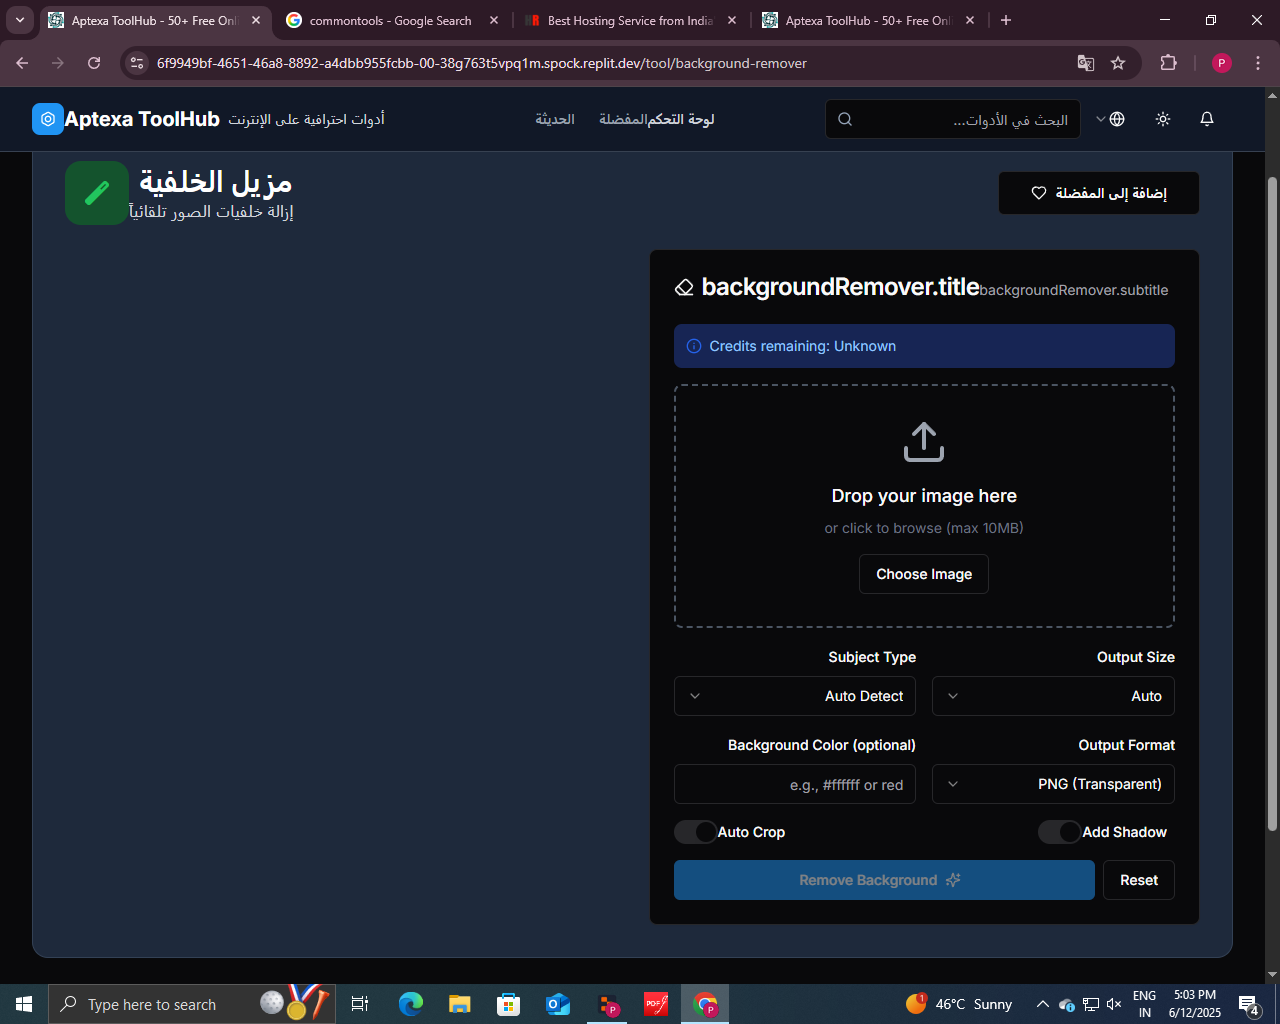 Aptexa ToolHub - 50+ Free Onl
commontools - Google Search
HR
Best Hosting Service from India
Aptexa ToolHub - 50+ Free Onl
6f9949bf-4651-46a8-8892-a4dbb955fcbb-00-38g763t5vpq1m.spock.replit.dev/tool/background-remover
P
Aptexa ToolHub
أدوات احترافية على الإنترنت
لوحة التحكم
المفضلة
الحديثة
البحث في الأدوات...
مزيل الخلفية
إزالة خلفيات الصور تلقائياً
إضافة إلى المفضلة
backgroundRemover.title
backgroundRemover.subtitle
Credits remaining: Unknown
Drop your image here
or click to browse (max 10MB)
Choose Image
Subject Type
Output Size
Auto Detect
Auto
Background Color (optional)
Output Format
e.g., #ffffff or red
PNG (Transparent)
Auto Crop
Add Shadow
Remove Background
Reset
Type here to search
P
PDF
P
1
46°C Sunny
ENG
IN
5:03 PM
6/12/2025
4